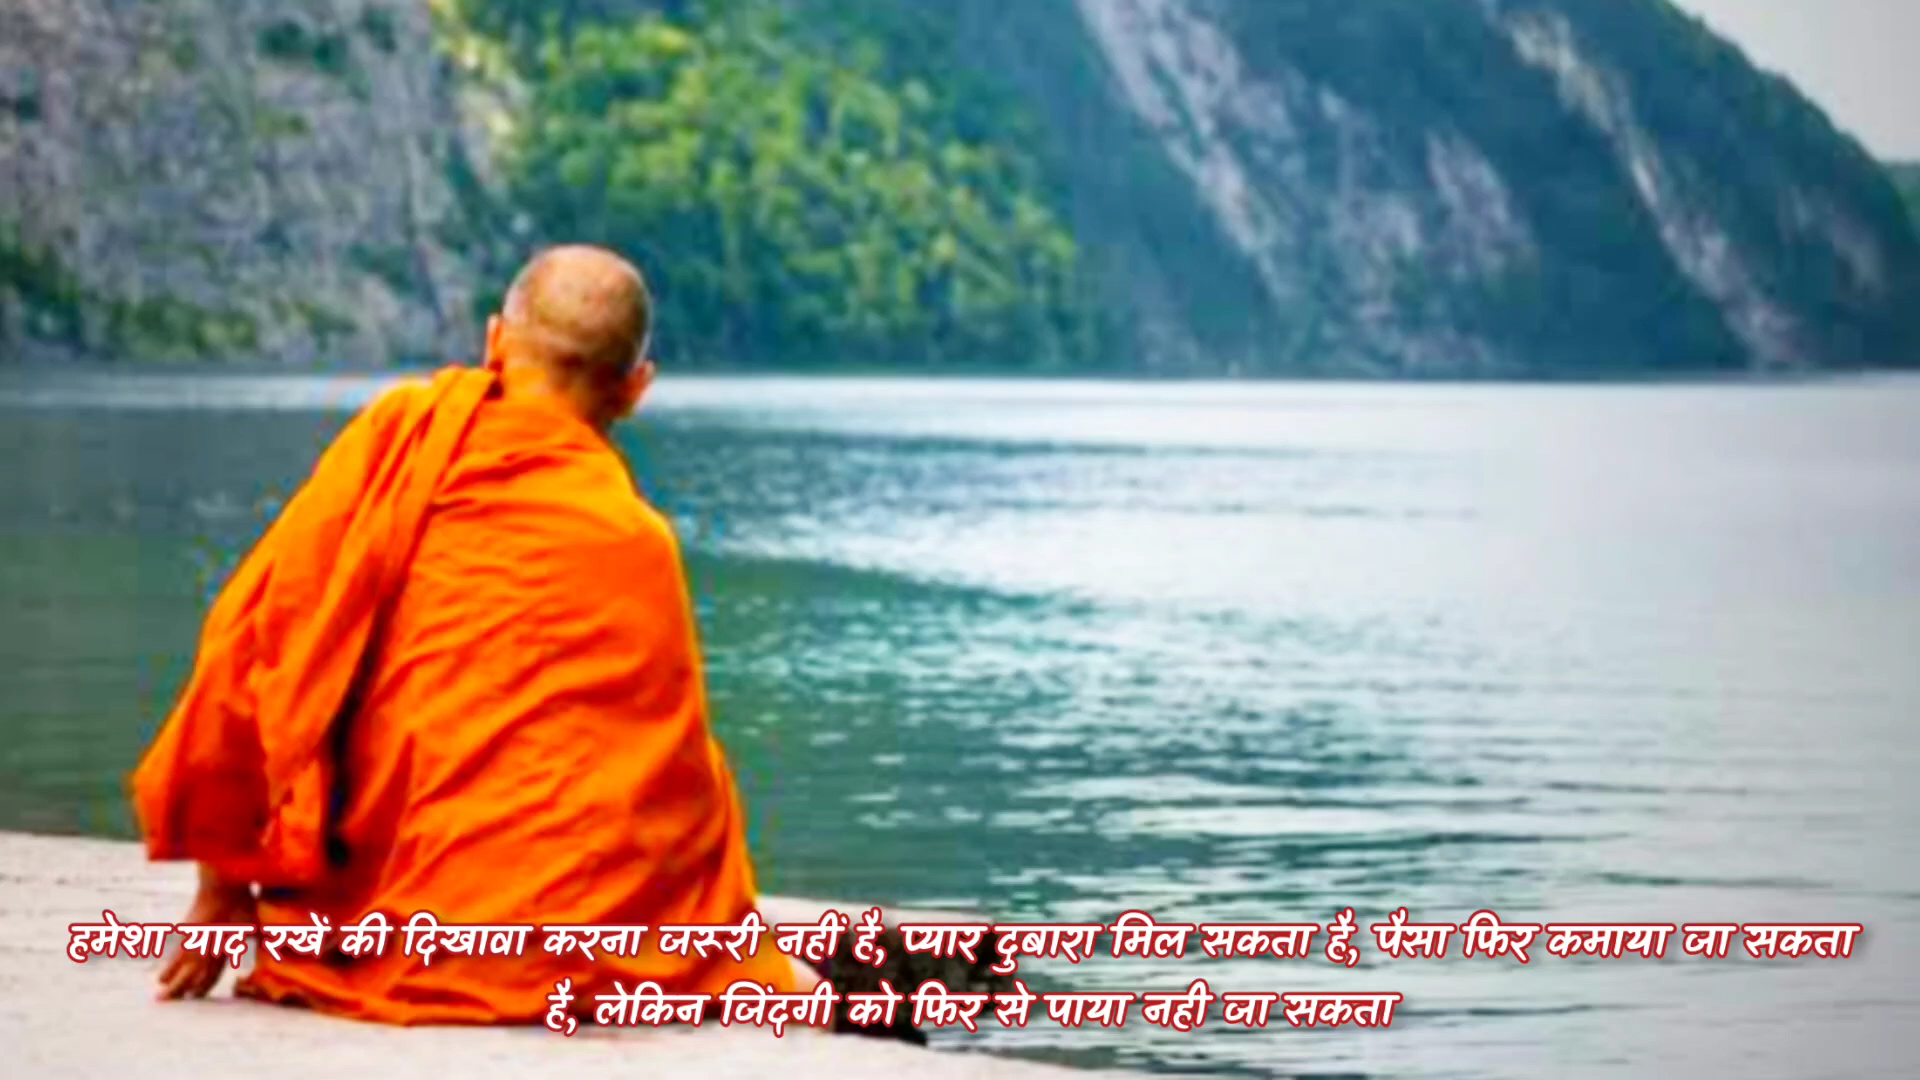 हमेशा याद रखें की दिखावा करना जरूरी नहीं है, प्यार दुबारा मिल सकता है, पैसा फिर कमाया जा सकता
है, लेकिन जिंदगी को फिर से पाया नही जा सकता